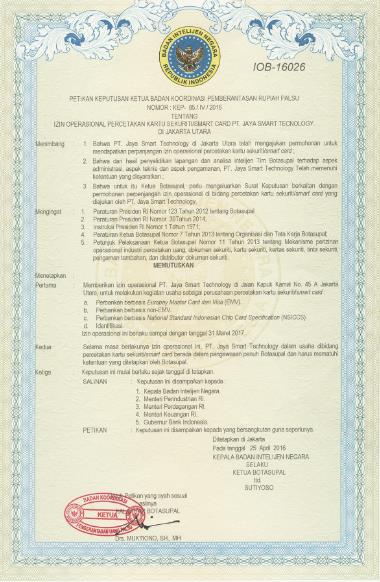 BADAN INTELIJEN NEGARA
REPUBLIK INDONESIA
IOB-16026
PETIKAN KEPUTUSAN KETUA BADAN KOORDINASI PEMBERANTASAN RUPIAH PALSU
NOMOR : KEP- 05 / IV / 2016
TENTANG
IZIN OPERASIONAL PERCETAKAN KARTU SEKURITI/SMART CARD PT. JAYA SMART TECNOLOGY.
DI JAKARTA UTARA
Menimbang : 1. Bahwa PT. Jaya Smart Technology di Jakarta Utara telah mengajukan permohonan untuk
mendapatkan perpanjangan izin operasional di bidang percetakan kartu sekuriti/smart card ;
2. Bahwa dari hasil penyelidikan lapangan dan analisa intelijen Tim Botasupal terhadap aspek
administrasi, aspek teknis dan aspek pengamanan, PT. Jaya Smart Technology Telah memenuhi
ketentuan yang disyaratkan ;
3. Bahwa untuk itu Ketua Botasupal, perlu mengeluarkan Surat Keputusan berkaitan dengan
permohonan perpanjangan izin operasional di bidang percetakan kartu sekuriti/smart card yang
diajukan oleh PT. Jaya Smart Technology.
Mengingat : 1. Peraturan Presiden RI Nomor 123 Tahun 2012 tentang Botasupal
2. Peraturan Presiden RI Nomor 30Tahun 2014;
3. Instruksi Presiden RI Nomor 1 Tahun 1971;
4. Peraturan Ketua Botasupal Nomor 7 Tahun 2013 tentang Organisasi dan Tata Kerja Botasupal;
5. Petunjuk Pelaksanaan Ketua Botasupal Nomor 11 Tahun 2013 tentang Mekanisme perizinan
operasional industri percetakan uang, dokumen sekuriti, kartu sekuriti, kertas sekuriti, tinta sekuriti,
pengaman tambahan, dan distributor dokumen sekuriti.
MEMUTUSKAN
Menetapkan :
Pertama : Memberikan izin operasional PT. Jaya Smart Technology di Jalan Kapuk Kamal No. 45 A Jakarta
Utara, untuk melakukan kegiatan usaha sebagai perusahaan percetakan kartu sekuriti/smart card :
a. Perbankan berbasis Europay Master Card dan Visa (EMV).
b. Perbankan berbasis non-EMV.
c. Perbankan berbasis National Standard Indonesian Chip Card Specification (NSICCS)
d. Identifikasi.
Izin operasional ini berlaku sampai dengan tanggal 31 Maret 2017.
Kedua : Selama masa berlakunya izin operasional ini, PT. Jaya Smart Technology dalam usaha dibidang
percetakan kartu sekuriti/smart card berada dalam pengawasan penuh Botasupal dan harus mematuhi
ketentuan yang ditetapkan oleh Botasupal.
Ketiga : Keputusan ini mulai berlaku sejak tanggal di tetapkan.
SALINAN : Keputusan ini disampaikan kepada :
1. Kepala Badan Intelijen Negara.
2. Menteri Perindustrian RI.
3. Menteri Perdagangan RI.
4. Menteri Keuangan RI.
5. Gubernur Bank Indonesia.
PETIKAN : Keputusan ini disampaikan kepada yang bersangkutan guna seperlunya.
Ditetapkan di Jakarta
Pada tanggal 25 April 2016
KEPALA BADAN INTELIJEN NEGARA
SELAKU
KETUA BOTASUPAL
ttd.
SUTIYOSO
Petikan yang syah sesuai
aslinya
BOTASUPAL
BADAN KOORDINASI
KETUA
Drs. MUKTIONO, SH., MH